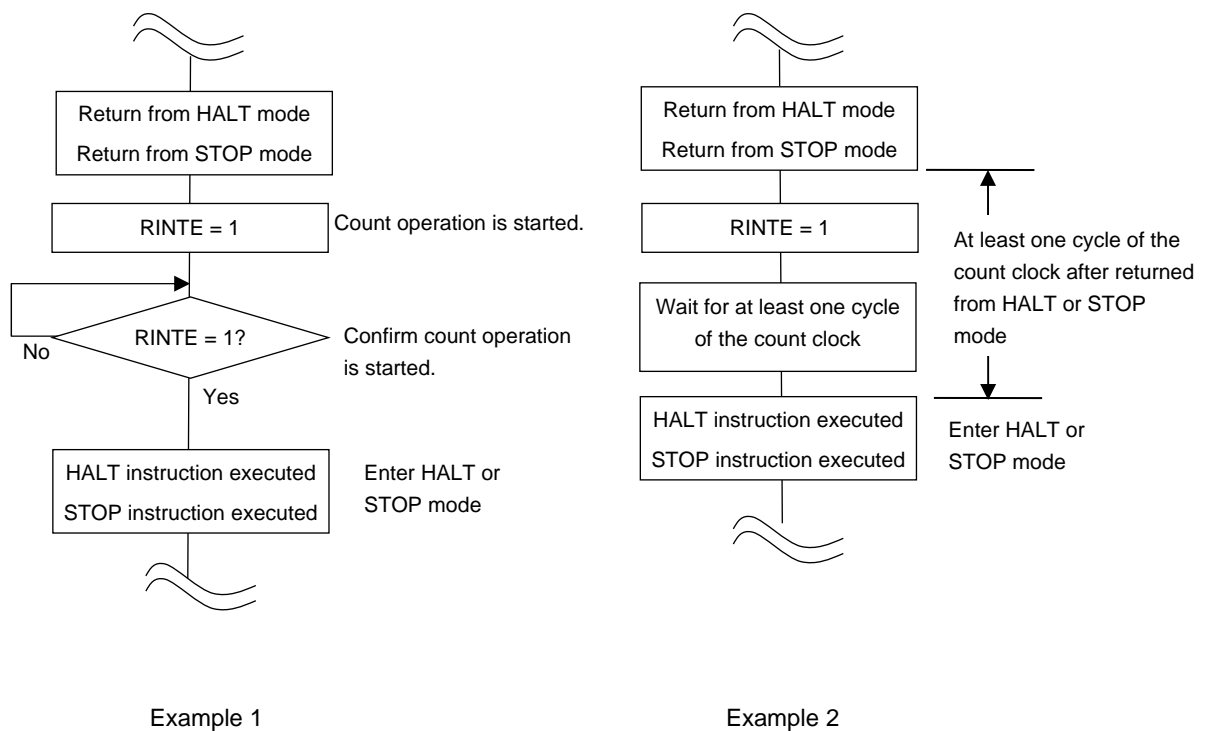 Return from HALT mode
Return from STOP mode
RINTE = 1
Count operation is started.
RINTE = 1?
No
Confirm count operation
is started.
Yes
HALT instruction executed
STOP instruction executed
Enter HALT or
STOP mode
Example 1
Return from HALT mode
Return from STOP mode
RINTE = 1
At least one cycle of the
count clock after returned
from HALT or STOP
mode
Wait for at least one cycle
of the count clock
HALT instruction executed
STOP instruction executed
Enter HALT or
STOP mode
Example 2